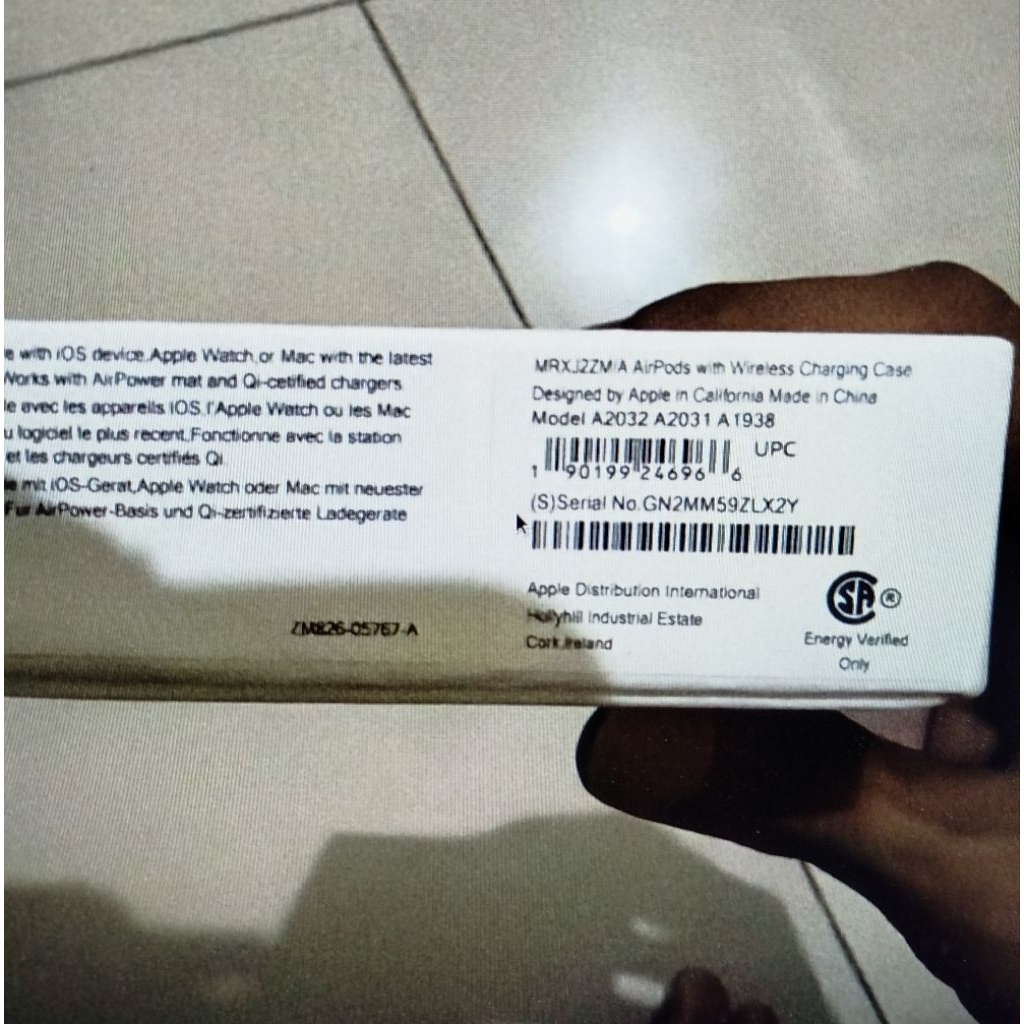 e with iOS device,Apple Watch,or Mac with the latest
Works with AirPower mat and Qi-cetified chargers
le avec les appareils IOS l'Apple Watch ou les Mac
u logiciel le plus recent.Fonctionne avec la station
et les chargeurs certifiés Qi
e mit iOS-Gerat,Apple Watch oder Mac mit neuester
Fur AirPower-Basis und Qi-zertifizierte Ladegerate
ZM826-05767-A
MRXJ2ZM/A AirPods with Wireless Charging Case
Designed by Apple in California Made in China
Model A2032 A2031 A1938
UPC
1 90199 24696 6
(S)Serial No.GN2MM59ZLX2Y
Apple Distribution International
Hollyhill Industrial Estate
Cork,Ireland
SA ®
Energy Verified
Only